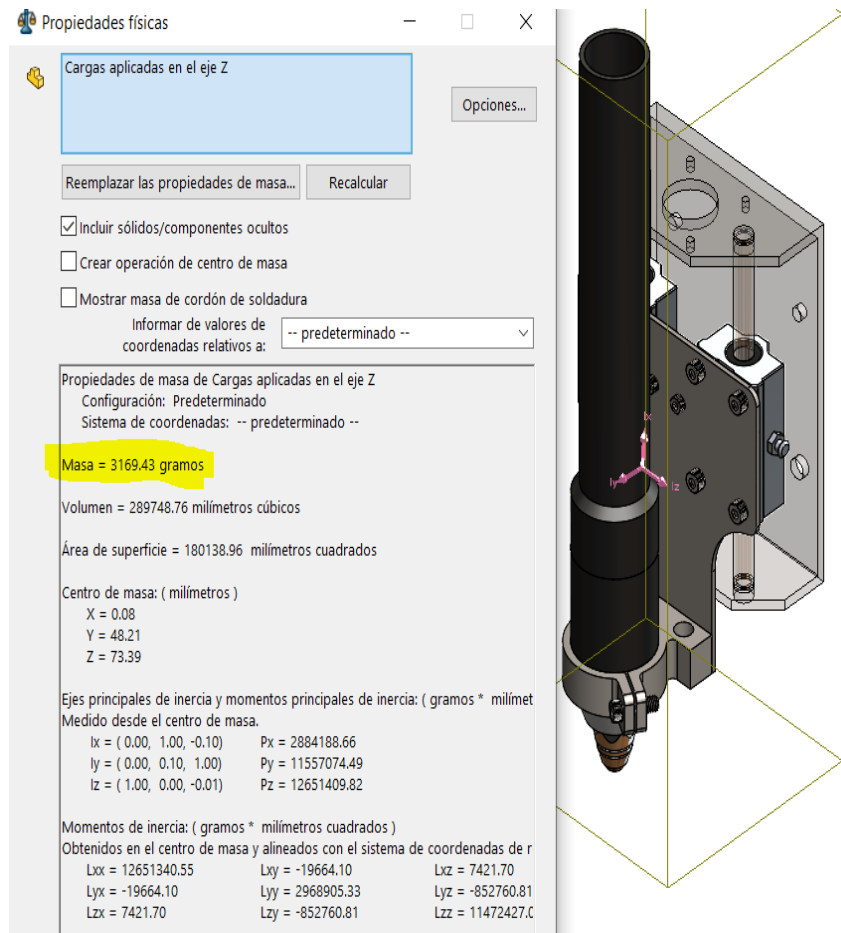 Propiedades físicas
Cargas aplicadas en el eje Z
Opciones...
Reemplazar las propiedades de masa...
Recalcular
Incluir sólidos/componentes ocultos
Crear operación de centro de masa
Mostrar masa de cordón de soldadura
Informar de valores de
coordenadas relativos a:
-- predeterminado --
Propiedades de masa de Cargas aplicadas en el eje Z
Configuración: Predeterminado
Sistema de coordenadas: -- predeterminado --
Masa = 3169.43 gramos
Volumen = 289748.76 milímetros cúbicos
Área de superficie = 180138.96 milímetros cuadrados
Centro de masa: ( milímetros )
X = 0.08
Y = 48.21
Z = 73.39
Ejes principales de inercia y momentos principales de inercia: ( gramos * milímet
Medido desde el centro de masa.
Ix = ( 0.00, 1.00, -0.10) Px = 2884188.66
Iy = ( 0.00, 0.10, 1.00) Py = 11557074.49
Iz = ( 1.00, 0.00, -0.01) Pz = 12651409.82
Momentos de inercia: ( gramos * milímetros cuadrados )
Obtenidos en el centro de masa y alineados con el sistema de coordenadas de r
Lxx = 12651340.55 Lxy = -19664.10 Lxz = 7421.70
Lyx = -19664.10 Lyy = 2968905.33 Lyz = -852760.81
Lzx = 7421.70 Lzy = -852760.81 Lzz = 11472427.0
Ix
Iy
Iz